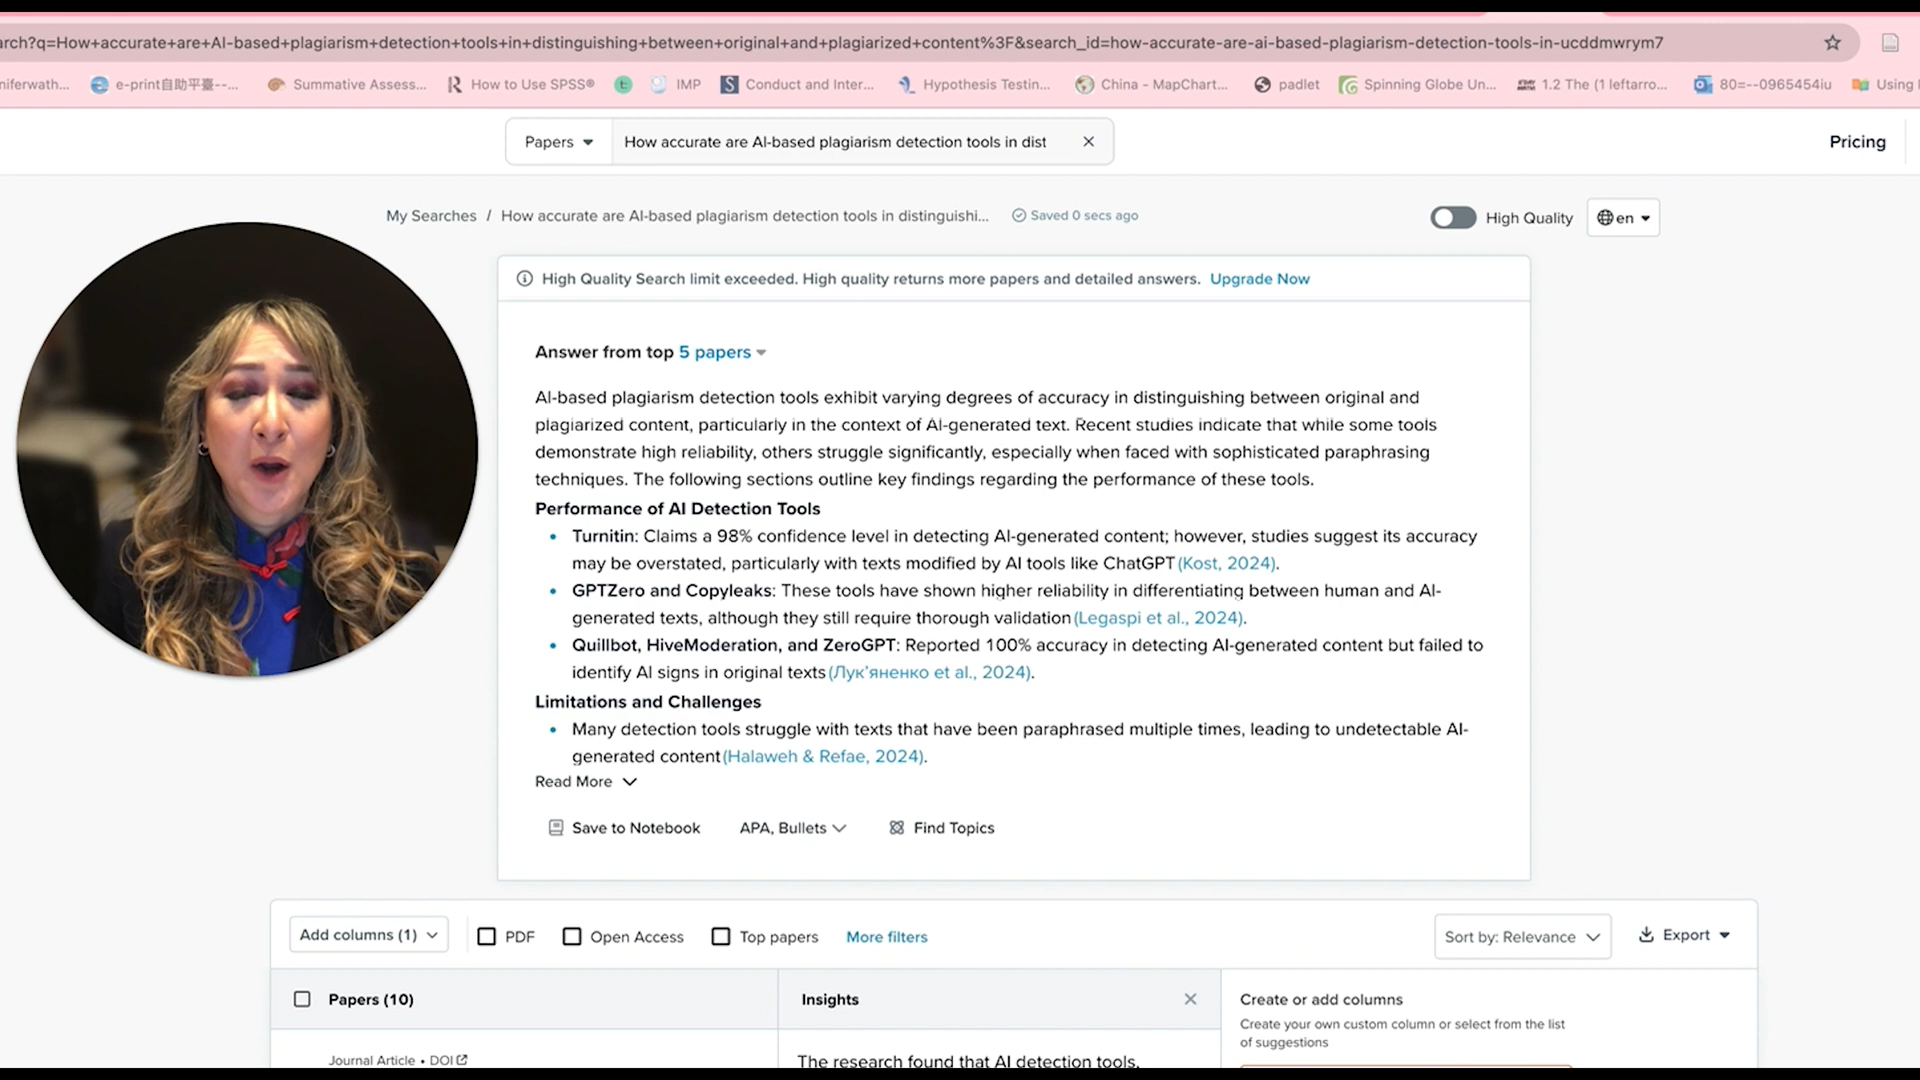 arch?q=How+accurate+are+AI-based+plagiarism+detection+tools+in+distinguishing+between+original+and+plagiarized+content%3F&search_id=how-accurate-are-ai-based-plagiarism-detection-tools-in-ucddmwrym7
niferwath... e-print自助平臺--... Summative Assess... How to Use SPSS® IMP Conduct and Inter... Hypothesis Testin... China - MapChart... padlet Spinning Globe Un... 1.2 The (1 leftarro... 80=--0965454iu Using
Papers How accurate are AI-based plagiarism detection tools in dist Pricing
My Searches / How accurate are AI-based plagiarism detection tools in distinguishi... Saved 0 secs ago High Quality en
High Quality Search limit exceeded. High quality returns more papers and detailed answers. Upgrade Now
Answer from top 5 papers
AI-based plagiarism detection tools exhibit varying degrees of accuracy in distinguishing between original and
plagiarized content, particularly in the context of AI-generated text. Recent studies indicate that while some tools
demonstrate high reliability, others struggle significantly, especially when faced with sophisticated paraphrasing
techniques. The following sections outline key findings regarding the performance of these tools.
Performance of AI Detection Tools
• Turnitin: Claims a 98% confidence level in detecting AI-generated content; however, studies suggest its accuracy
may be overstated, particularly with texts modified by AI tools like ChatGPT (Kost, 2024).
• GPTZero and Copyleaks: These tools have shown higher reliability in differentiating between human and AI-
generated texts, although they still require thorough validation (Legaspi et al., 2024).
• Quillbot, HiveModeration, and ZeroGPT: Reported 100% accuracy in detecting AI-generated content but failed to
identify AI signs in original texts (Лук'яненко et al., 2024).
Limitations and Challenges
• Many detection tools struggle with texts that have been paraphrased multiple times, leading to undetectable AI-
generated content (Halaweh & Refae, 2024).
Read More
Save to Notebook APA, Bullets Find Topics
Add columns (1) PDF Open Access Top papers More filters Sort by: Relevance Export
Papers (10) Insights Create or add columns
Create your own custom column or select from the list
of suggestions
Journal Article • DOI The research found that AI detection tools,